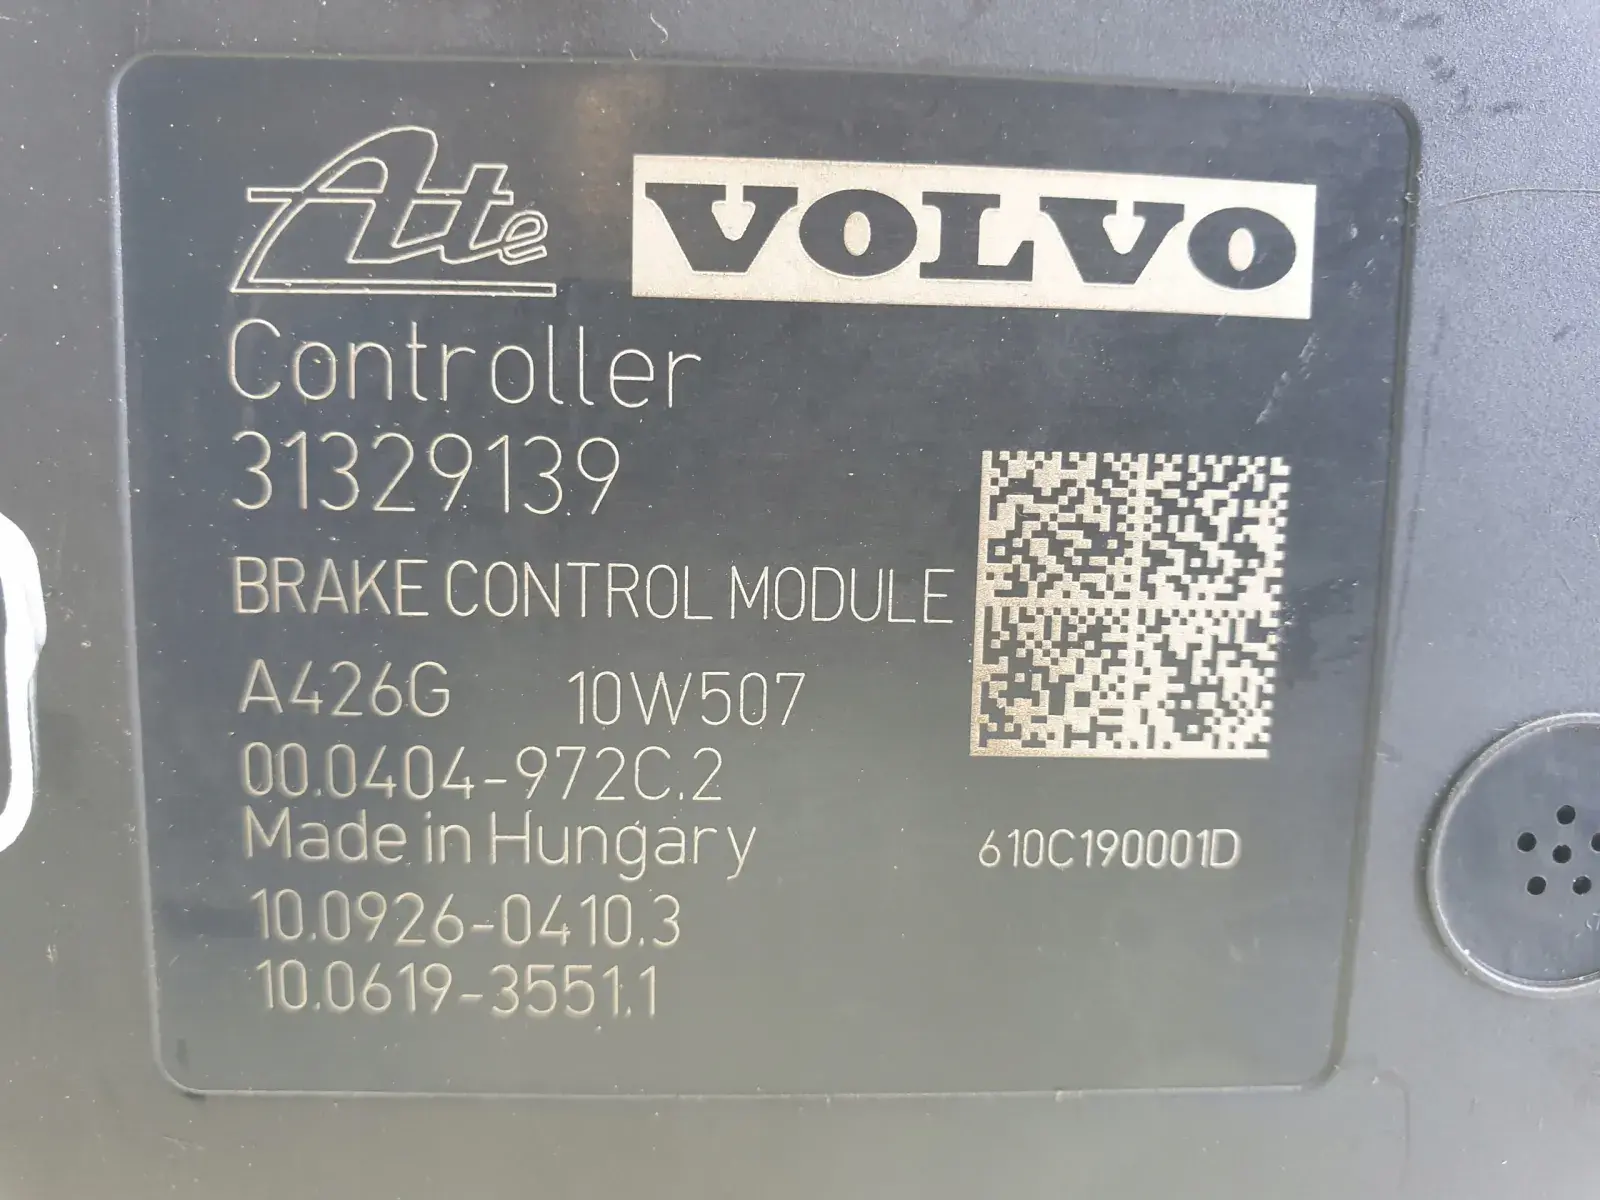 Ate VOLVO
Controller
31329139
BRAKE CONTROL MODULE
A426G 10W507
00.0404-972C.2
Made in Hungary
610C190001D
10.0926-0410.3
10.0619-3551.1